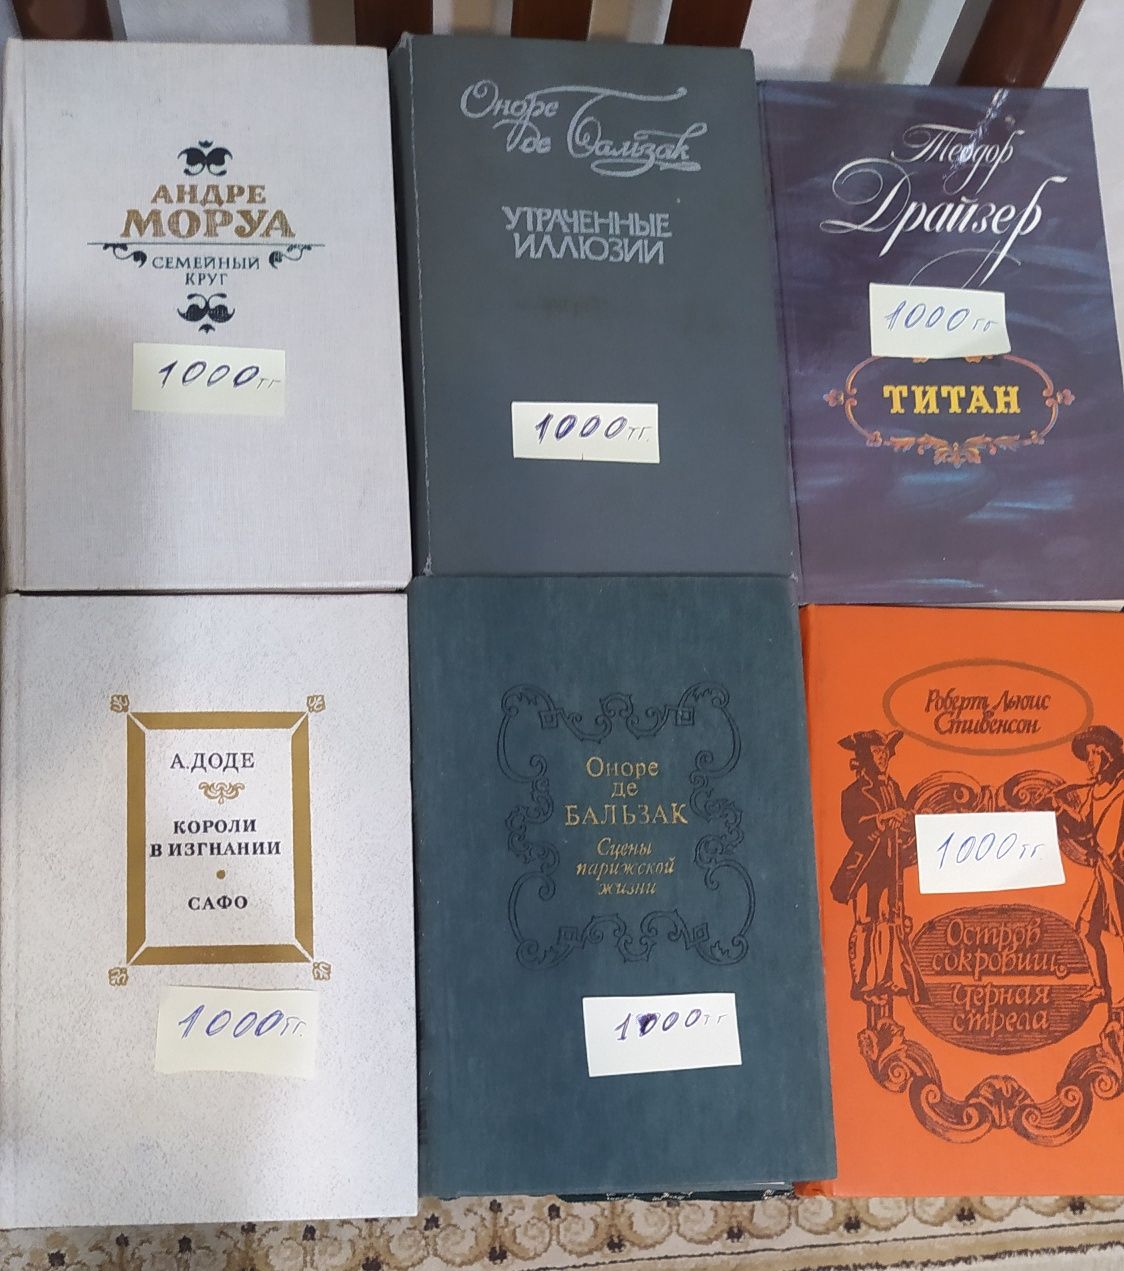 АНДРЕ
МОРУА
СЕМЕЙНЫЙ
КРУГ
1000тг
Оноре
де Бальзак
УТРАЧЕННЫЕ
ИЛЛЮЗИИ
1000тг.
Теодор
Драйзер
1000тг
ТИТАН
А. ДОДЕ
КОРОЛИ
В ИЗГНАНИИ
САФО
1000тг.
Оноре
де
БАЛЬЗАК
Сцены
парижской
жизни
1000тг
Роберт Льюис
Стивенсон
1000тг.
Остров
сокровищ
Черная
стрела